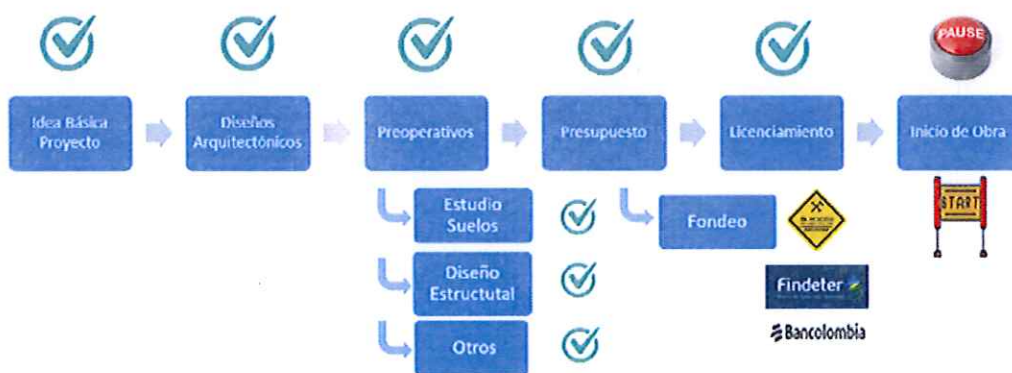 PAUSE
Idea Básica
Proyecto
Diseños
Arquitectónicos
Preoperativos
Presupuesto
Licenciamiento
Inicio de Obra
Estudio
Suelos
Fondeo
START
Diseño
Estructutal
Findeter
Bancolombia
Otros